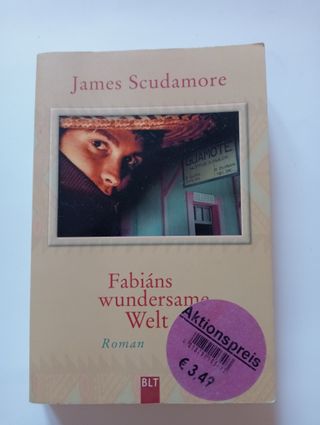 James Scudamore
GUAMOTE
Fabiáns
wundersame
Welt
Roman
Aktionspreis
€ 3,49
BLT